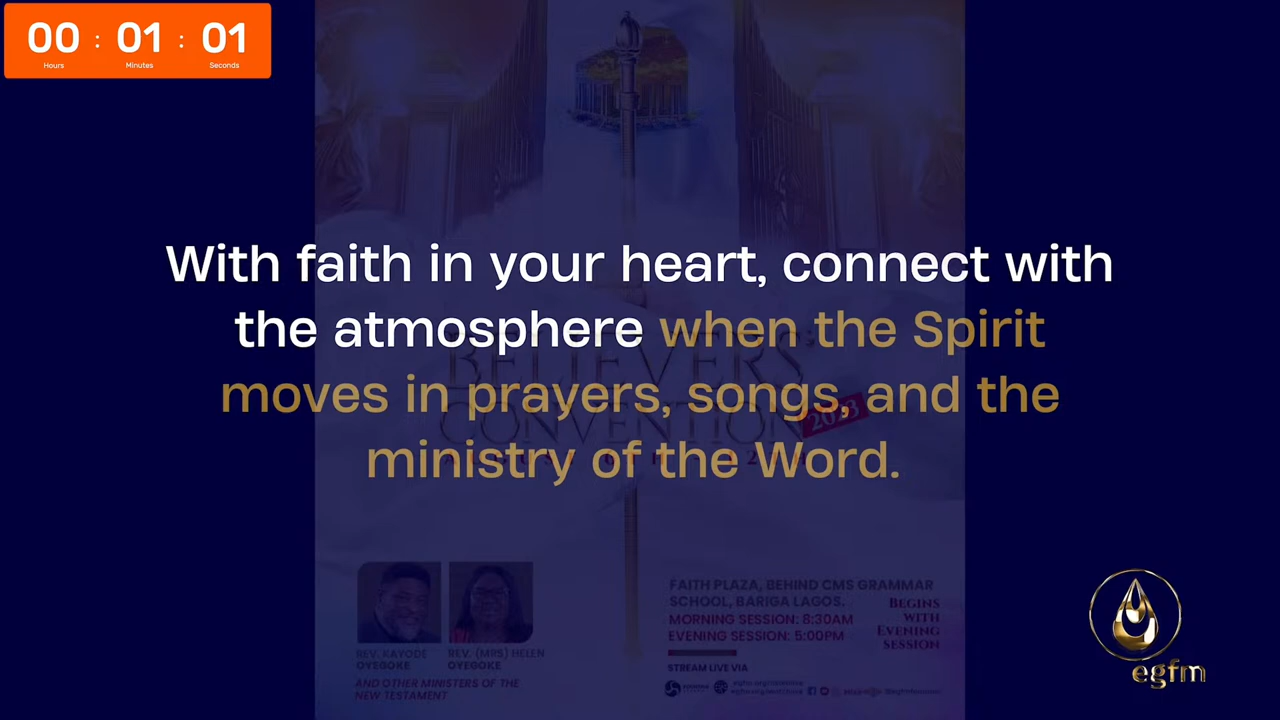 00 : 01 : 01
Hours Minutes Seconds
With faith in your heart, connect with
the atmosphere when the Spirit
moves in prayers, songs, and the
ministry of the Word.
BELIEVERS'
CONVENTION
2023
REV. KAYODE
OYEGOKE
REV. (MRS) HELEN
OYEGOKE
AND OTHER MINISTERS OF THE
NEW TESTAMENT
FAITH PLAZA, BEHIND CMS GRAMMAR
SCHOOL, BARIGA LAGOS.
MORNING SESSION: 8:30AM
EVENING SESSION: 5:00PM
BEGINS
WITH
EVENING
SESSION
STREAM LIVE VIA
egfm